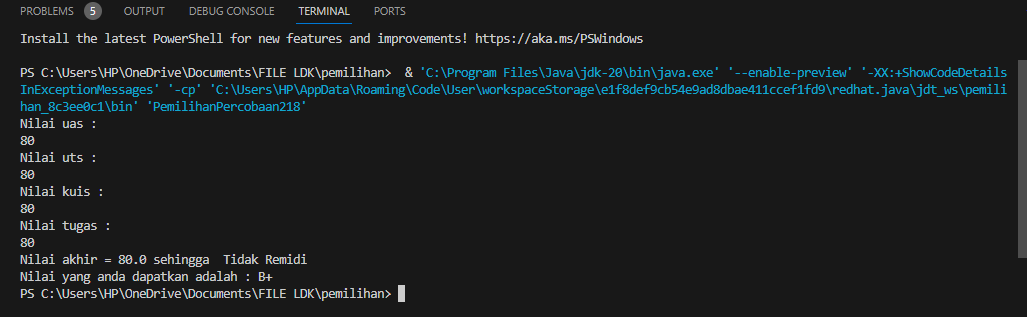 PROBLEMS 5 OUTPUT DEBUG CONSOLE TERMINAL PORTS
Install the latest PowerShell for new features and improvements! https://aka.ms/PSWindows
PS C:\Users\HP\OneDrive\Documents\FILE LDK\pemilihan>  & 'C:\Program Files\Java\jdk-20\bin\java.exe' '--enable-preview' '-XX:+ShowCodeDetails
InExceptionMessages' '-cp' 'C:\Users\HP\AppData\Roaming\Code\User\workspaceStorage\e1f8def9cb54e9ad8dbae411ccef1fd9\redhat.java\jdt_ws\pemili
han_8c3ee0c1\bin' 'PemilihanPercobaan218'
Nilai uas :
80
Nilai uts :
80
Nilai kuis :
80
Nilai tugas :
80
Nilai akhir = 80.0 sehingga  Tidak Remidi
Nilai yang anda dapatkan adalah : B+
PS C:\Users\HP\OneDrive\Documents\FILE LDK\pemilihan>